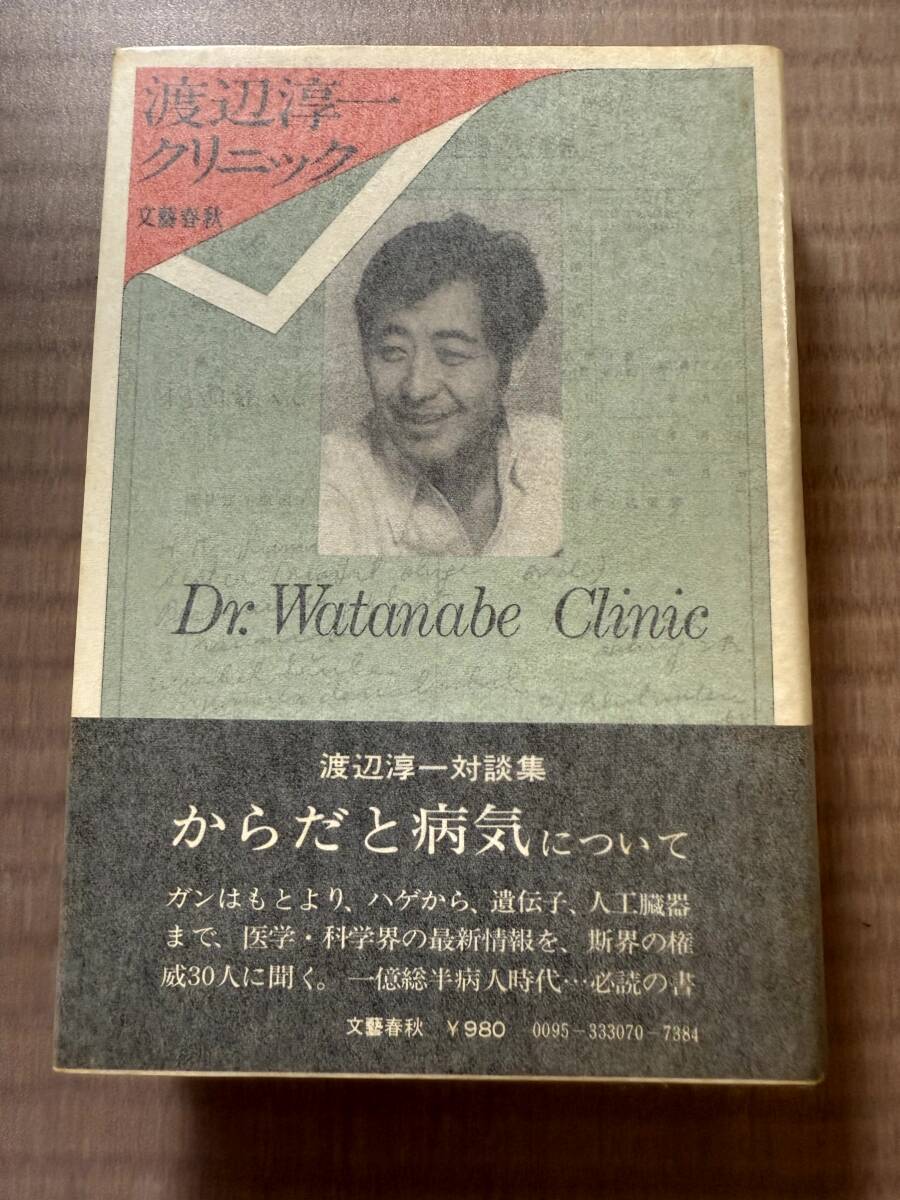 渡辺淳一
クリニック
文藝春秋
Dr. Watanabe Clinic
渡辺淳一対談集
からだと病気について
ガンはもとより、ハゲから、遺伝子、人工臓器
まで、医学・科学界の最新情報を、斯界の権
威30人に聞く。一億総半病人時代…必読の書
文藝春秋 ¥980 0095-333070-7384